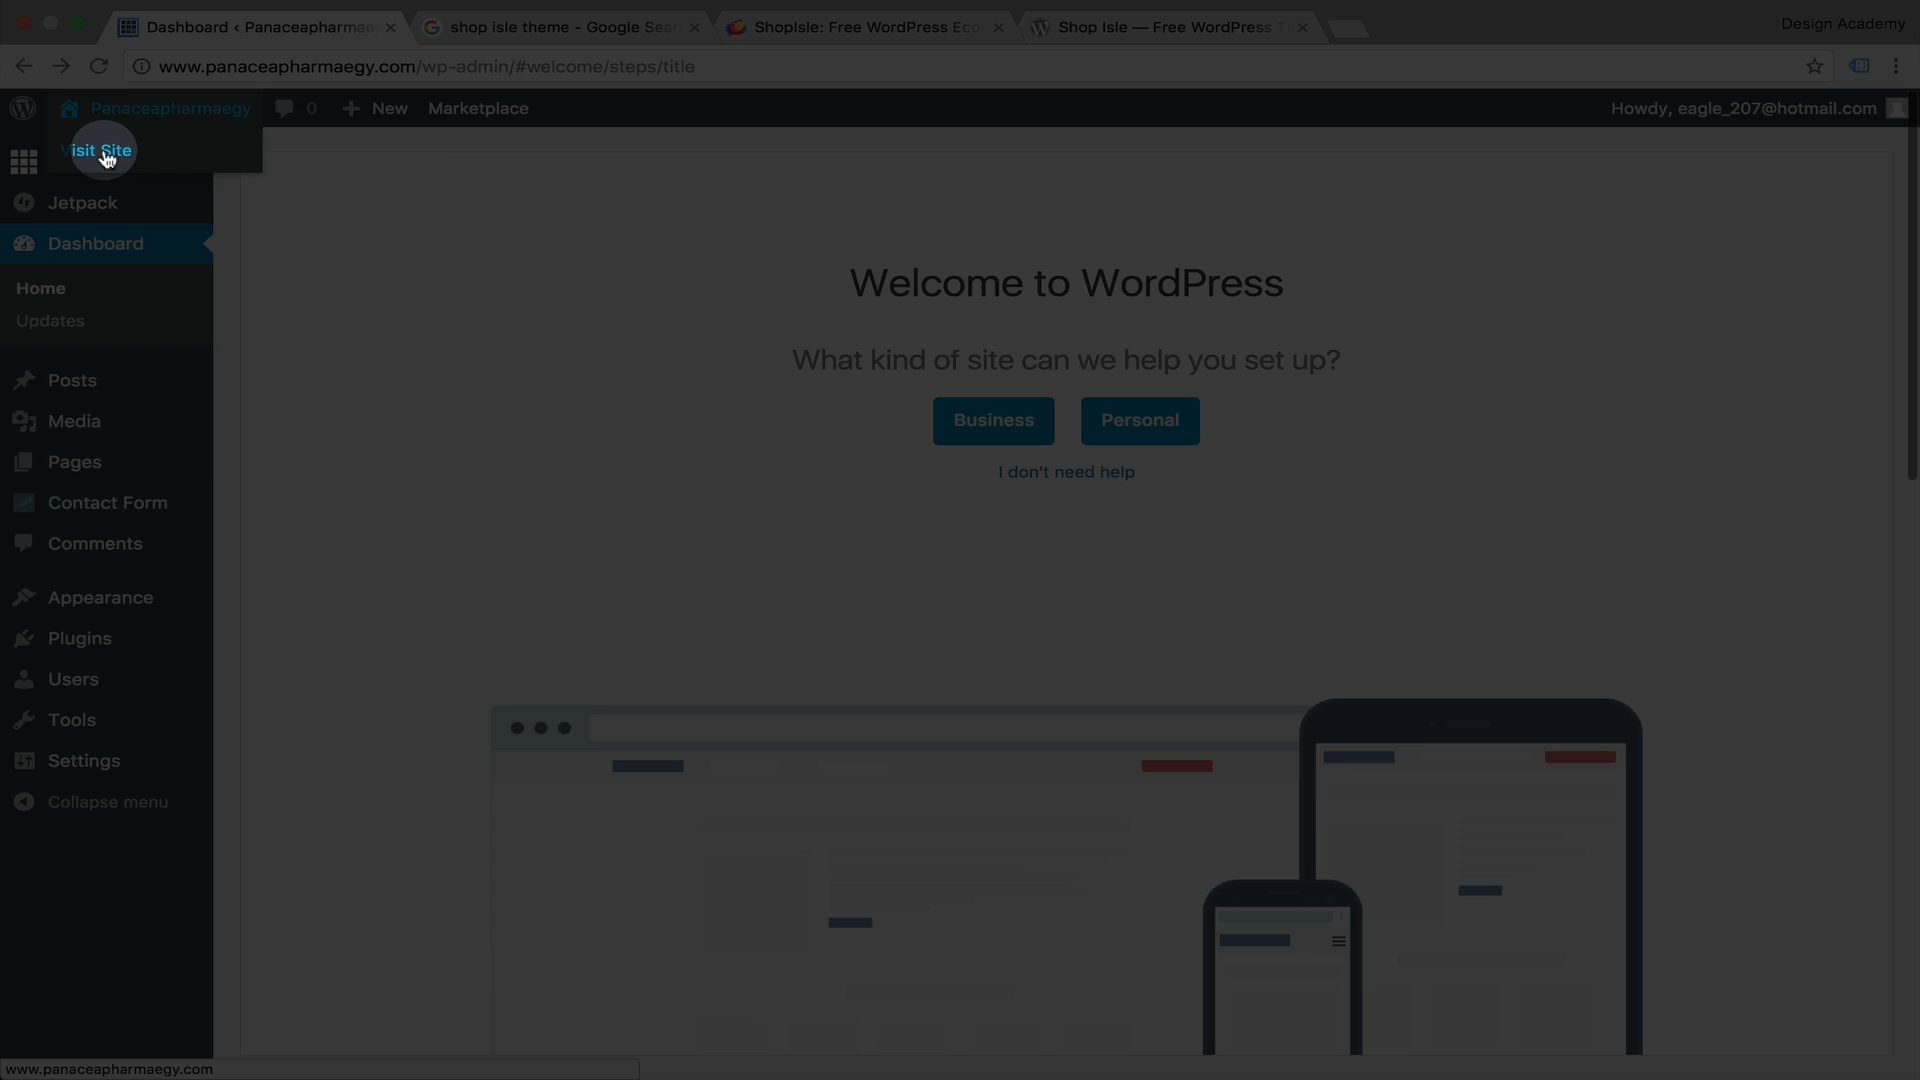 Dashboard ‹ Panaceapharmae
shop isle theme - Google Sear
ShopIsle: Free WordPress Eco
Shop Isle — Free WordPress T
Design Academy
www.panaceapharmaegy.com/wp-admin/#welcome/steps/title
Panaceapharmaegy
0
New
Marketplace
Howdy, eagle_207@hotmail.com
Visit Site
Jetpack
Dashboard
Home
Updates
Posts
Media
Pages
Contact Form
Comments
Appearance
Plugins
Users
Tools
Settings
Collapse menu
Welcome to WordPress
What kind of site can we help you set up?
Business
Personal
I don't need help
www.panaceapharmaegy.com